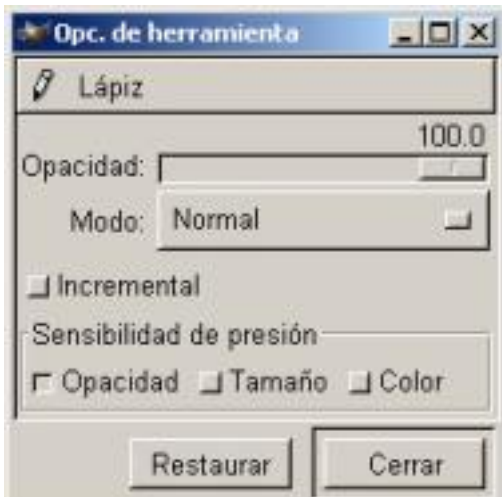 Opc. de herramienta
Lápiz
100.0
Opacidad:
Modo: Normal
Incremental
Sensibilidad de presión
Opacidad Tamaño Color
Restaurar Cerrar